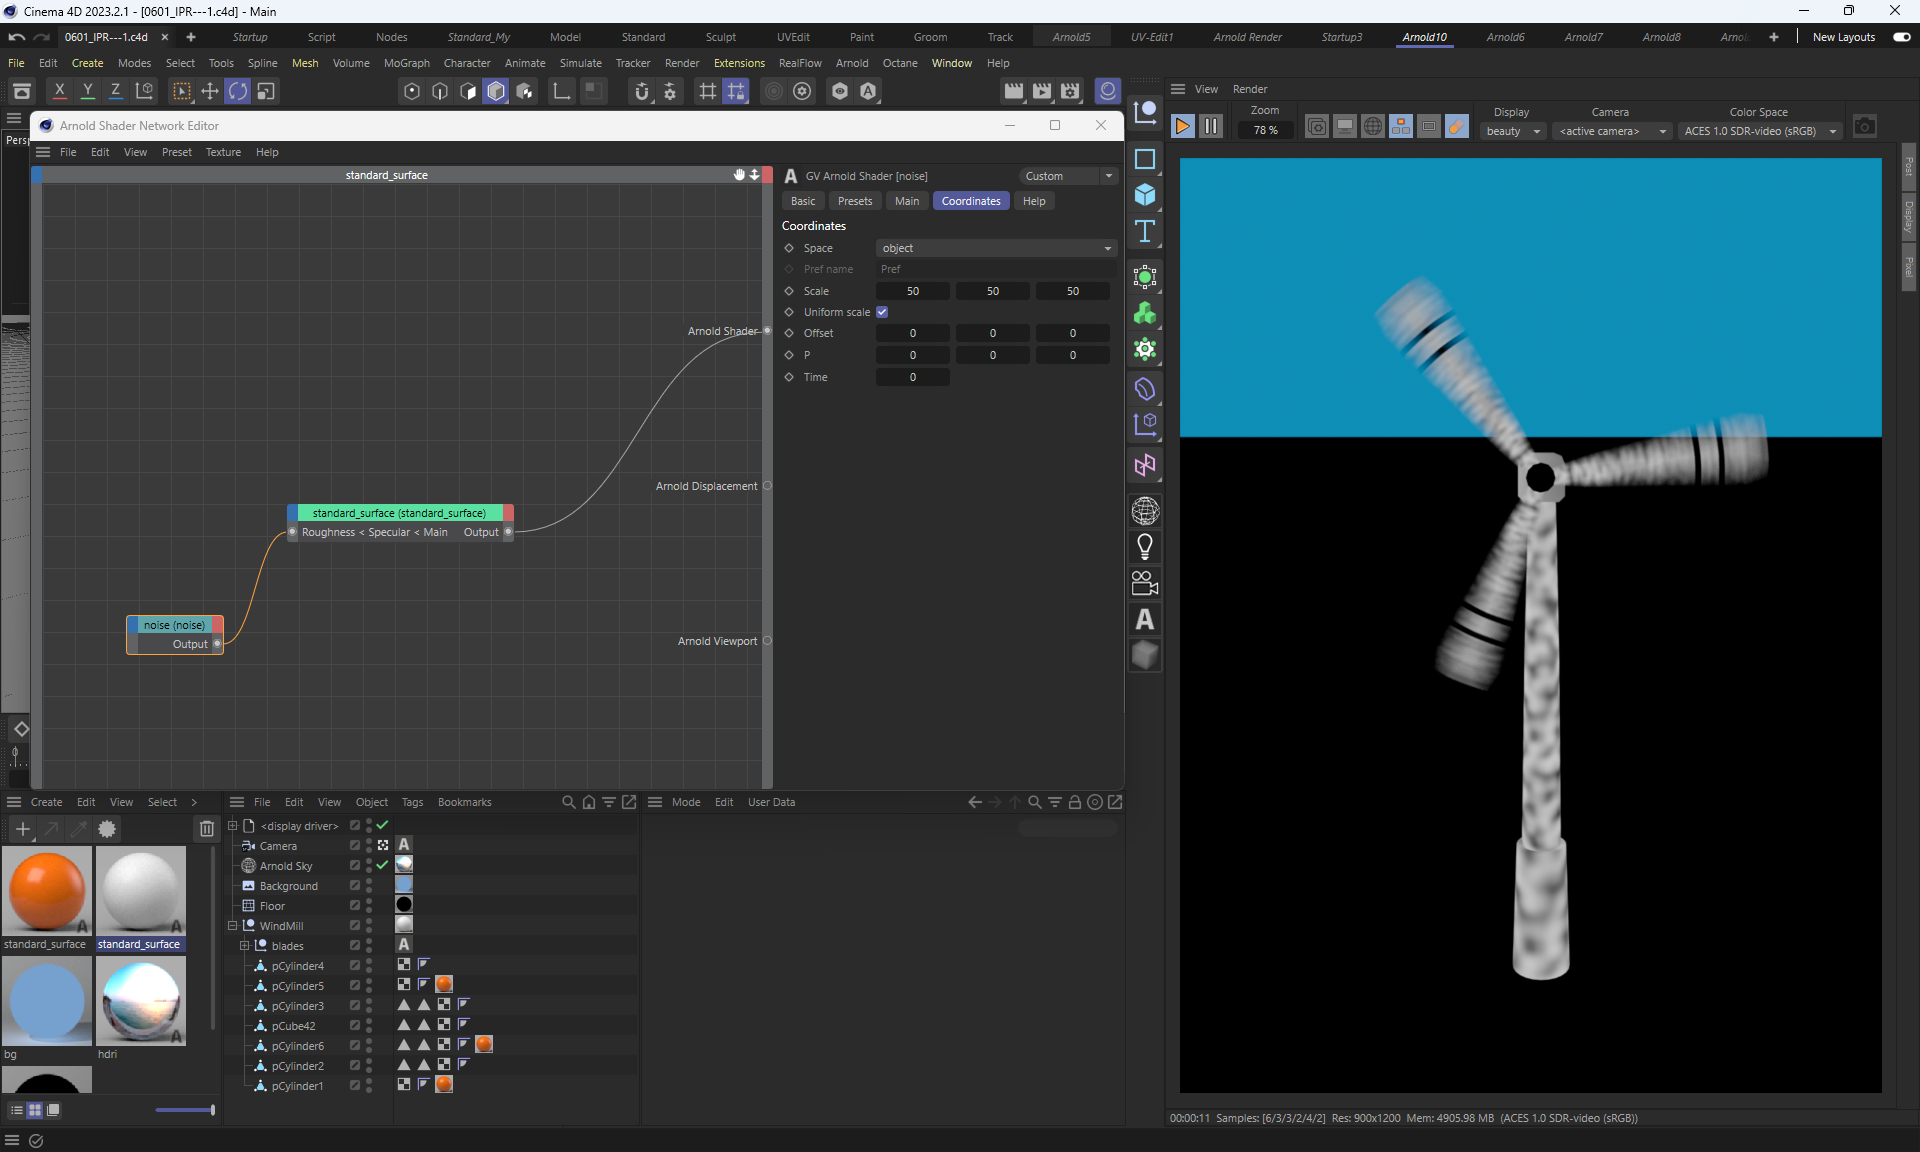 Cinema 4D 2023.2.1 - [0601_IPR---1.c4d] - Main
0601_IPR---1.c4d × + Startup Script Nodes Standard_My Model Standard Sculpt UVEdit Paint Groom Track Arnold5 UV-Edit1 Arnold Render Startup3 Arnold10 Arnold6 Arnold7 Arnold8 Arnol + New Layouts
File Edit Create Modes Select Tools Spline Mesh Volume MoGraph Character Animate Simulate Tracker Render Extensions RealFlow Arnold Octane Window Help
X Y Z
View Render
Zoom Display Camera Color Space
78 % beauty <active camera> ACES 1.0 SDR-video (sRGB)
Pers
Arnold Shader Network Editor
File Edit View Preset Texture Help
standard_surface
A GV Arnold Shader [noise] Custom
Basic Presets Main Coordinates Help
Coordinates
Space object
Pref name Pref
Scale 50 50 50
Uniform scale
Offset 0 0 0
P 0 0 0
Time 0
Arnold Shader
Arnold Displacement
standard_surface (standard_surface)
Roughness < Specular < Main Output
noise (noise)
Output
Arnold Viewport
Post
Display
Pixel
0
Create Edit View Select >
standard_surface standard_surface
bg hdri
File Edit View Object Tags Bookmarks
<display driver>
Camera
Arnold Sky
Background
Floor
WindMill
blades
pCylinder4
pCylinder5
pCylinder3
pCube42
pCylinder6
pCylinder2
pCylinder1
Mode Edit User Data
00:00:11 Samples: [6/3/3/2/4/2] Res: 900x1200 Mem: 4905.98 MB (ACES 1.0 SDR-video (sRGB))